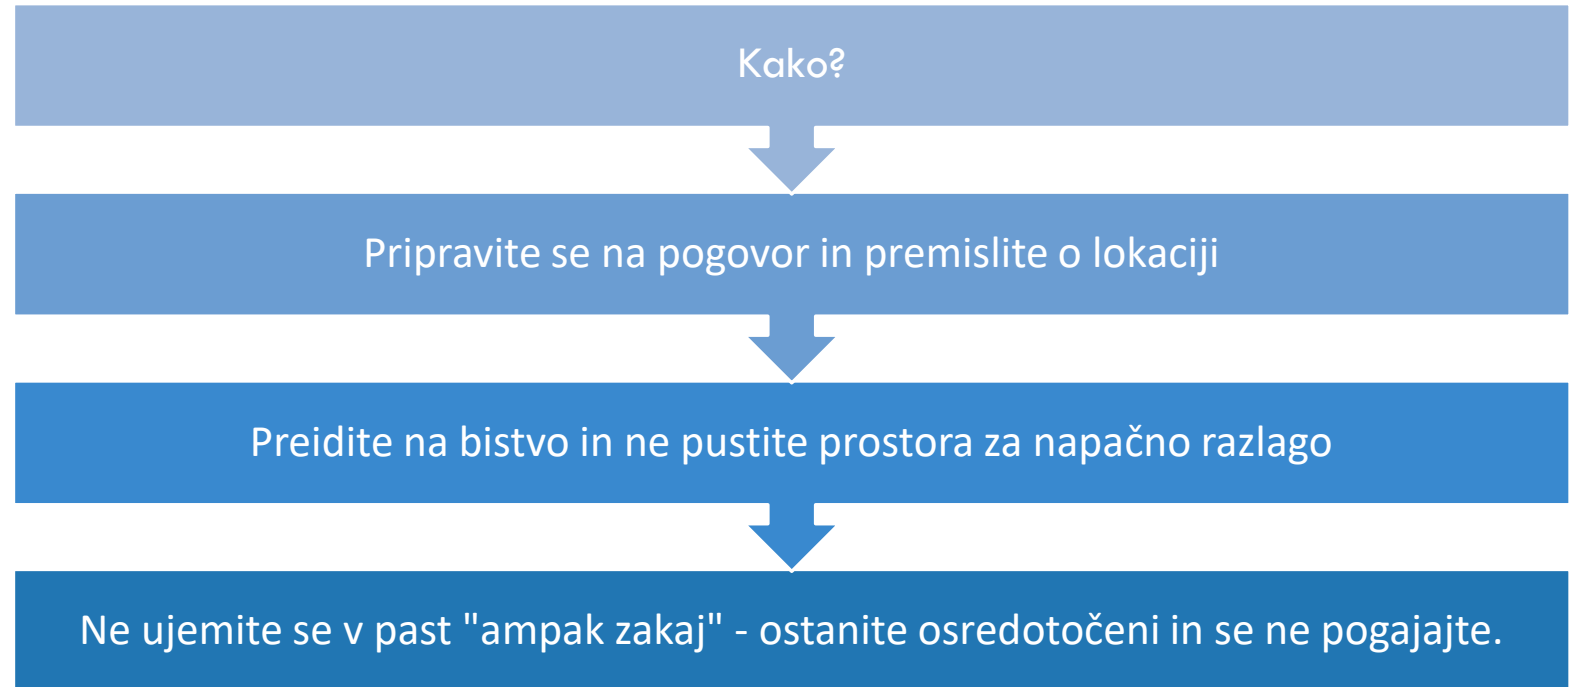 Kako?
Pripravite se na pogovor in premislite o lokaciji
Preidite na bistvo in ne pustite prostora za napačno razlago
Ne ujemite se v past "ampak zakaj" - ostanite osredotočeni in se ne pogajajte.